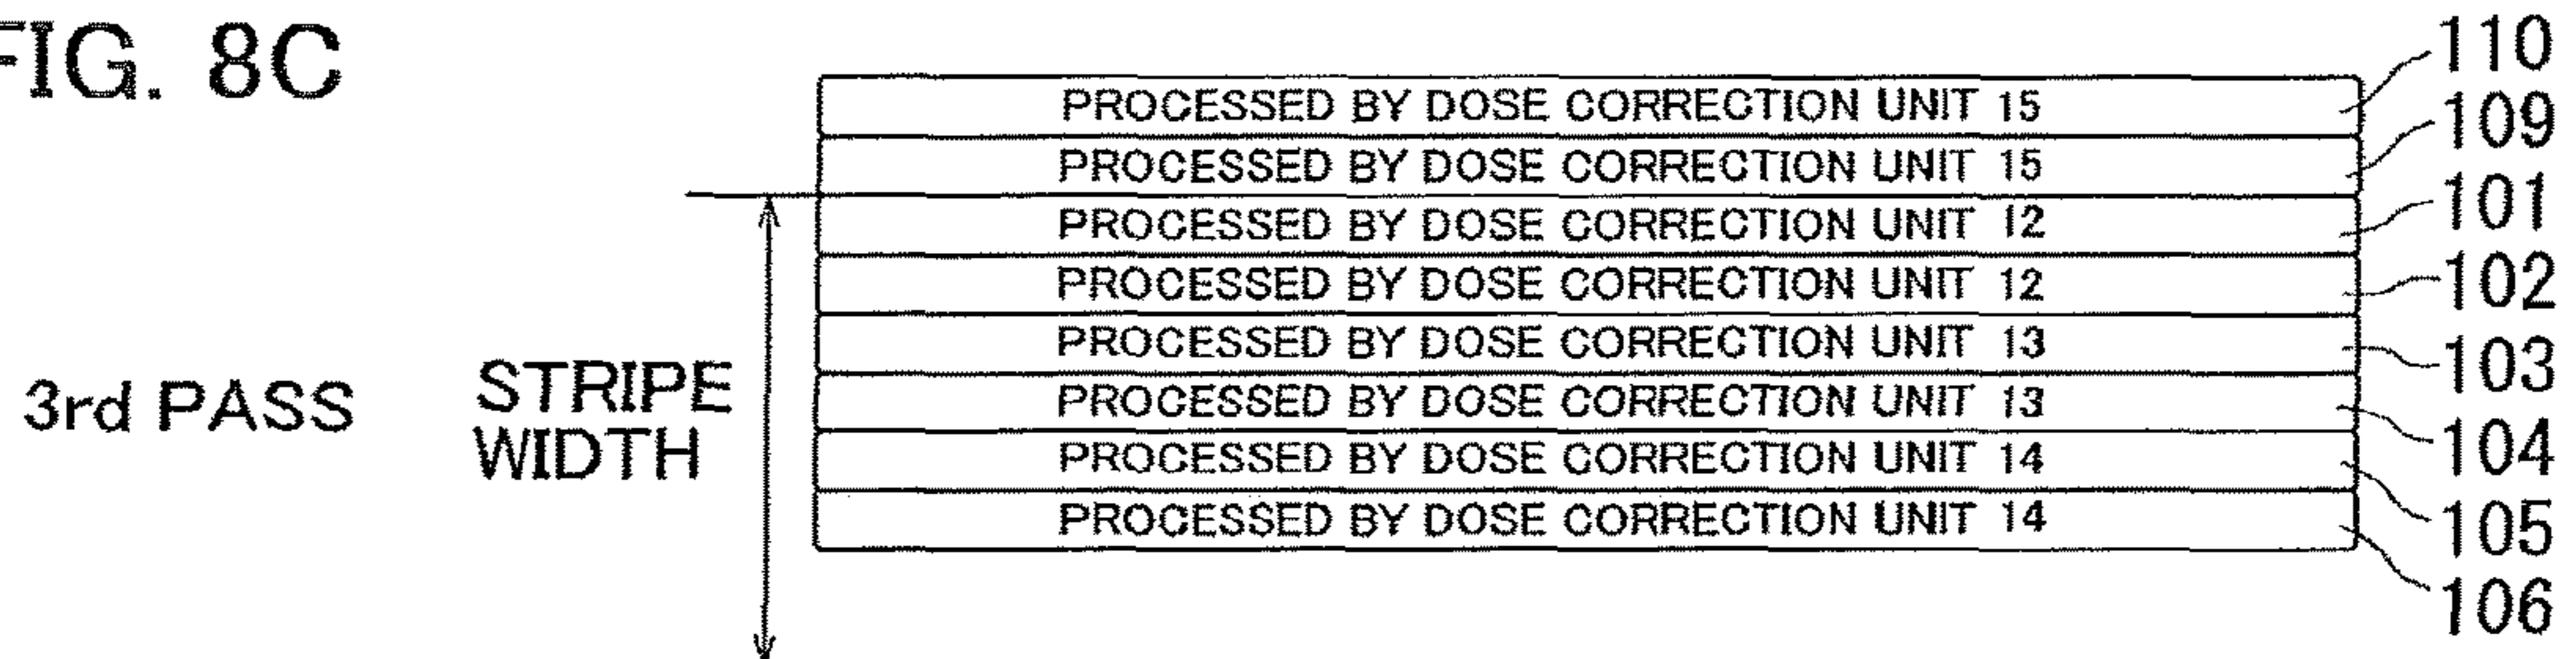 FIG. 8C
PROCESSED BY DOSE CORRECTION UNIT 15 110
PROCESSED BY DOSE CORRECTION UNIT 15 109
PROCESSED BY DOSE CORRECTION UNIT 12 101
PROCESSED BY DOSE CORRECTION UNIT 12 102
PROCESSED BY DOSE CORRECTION UNIT 13 103
3rd PASS
STRIPE
WIDTH
PROCESSED BY DOSE CORRECTION UNIT 13 104
PROCESSED BY DOSE CORRECTION UNIT 14 105
PROCESSED BY DOSE CORRECTION UNIT 14 106